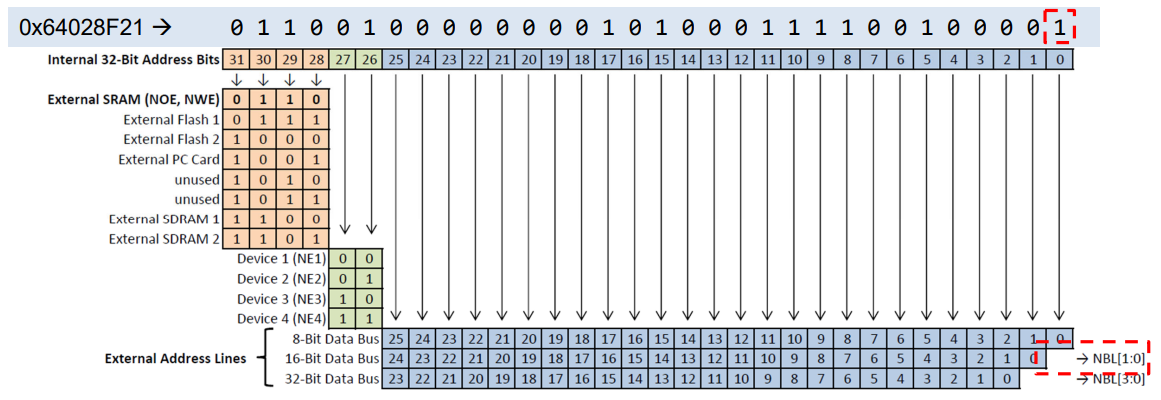 0x64028F21 → 0 1 1 0 0 1 0 0 0 0 0 0 0 0 1 0 1 0 0 0 1 1 1 1 0 0 1 0 0 0 0 1
Internal 32-Bit Address Bits 31 30 29 28 27 26 25 24 23 22 21 20 19 18 17 16 15 14 13 12 11 10 9 8 7 6 5 4 3 2 1 0
External SRAM (NOE, NWE) 0 1 1 0
External Flash 1 0 1 1 1
External Flash 2 1 0 0 0
External PC Card 1 0 0 1
unused 1 0 1 0
unused 1 0 1 1
External SDRAM 1 1 1 0 0
External SDRAM 2 1 1 0 1
Device 1 (NE1) 0 0
Device 2 (NE2) 0 1
Device 3 (NE3) 1 0
Device 4 (NE4) 1 1
External Address Lines
8-Bit Data Bus 25 24 23 22 21 20 19 18 17 16 15 14 13 12 11 10 9 8 7 6 5 4 3 2 1 0
16-Bit Data Bus 24 23 22 21 20 19 18 17 16 15 14 13 12 11 10 9 8 7 6 5 4 3 2 1 0 → NBL[1:0]
32-Bit Data Bus 23 22 21 20 19 18 17 16 15 14 13 12 11 10 9 8 7 6 5 4 3 2 1 0 → NBL[3:0]